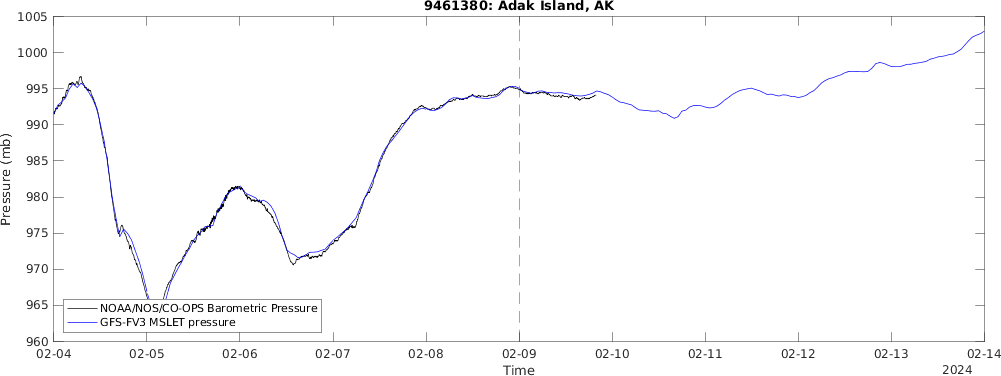 9461380: Adak Island, AK
1005
1000
995
990
985
980
975
970
965
960
Pressure (mb)
NOAA/NOS/CO-OPS Barometric Pressure
GFS-FV3 MSLET pressure
02-04 02-05 02-06 02-07 02-08 02-09 02-10 02-11 02-12 02-13 02-14
Time
2024